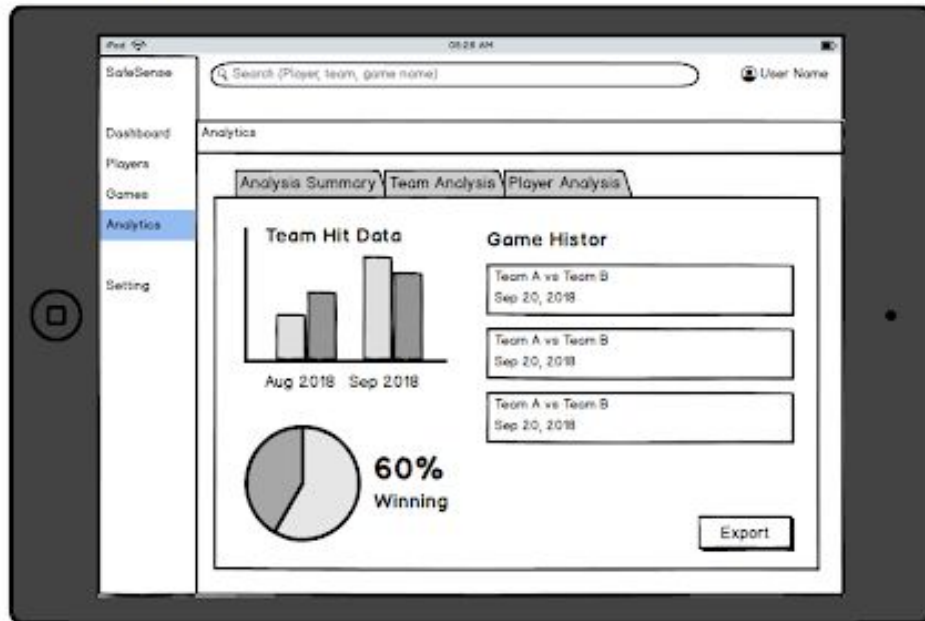 iPod 08:28 AM
SafeSense
Search (Player, team, game name)
User Name
Dashboard
Players
Games
Analytics
Setting
Analytics
Analysis Summary Team Analysis Player Analysis
Team Hit Data
Aug 2018 Sep 2018
60%
Winning
Game Histor
Team A vs Team B
Sep 20, 2018
Team A vs Team B
Sep 20, 2018
Team A vs Team B
Sep 20, 2018
Export